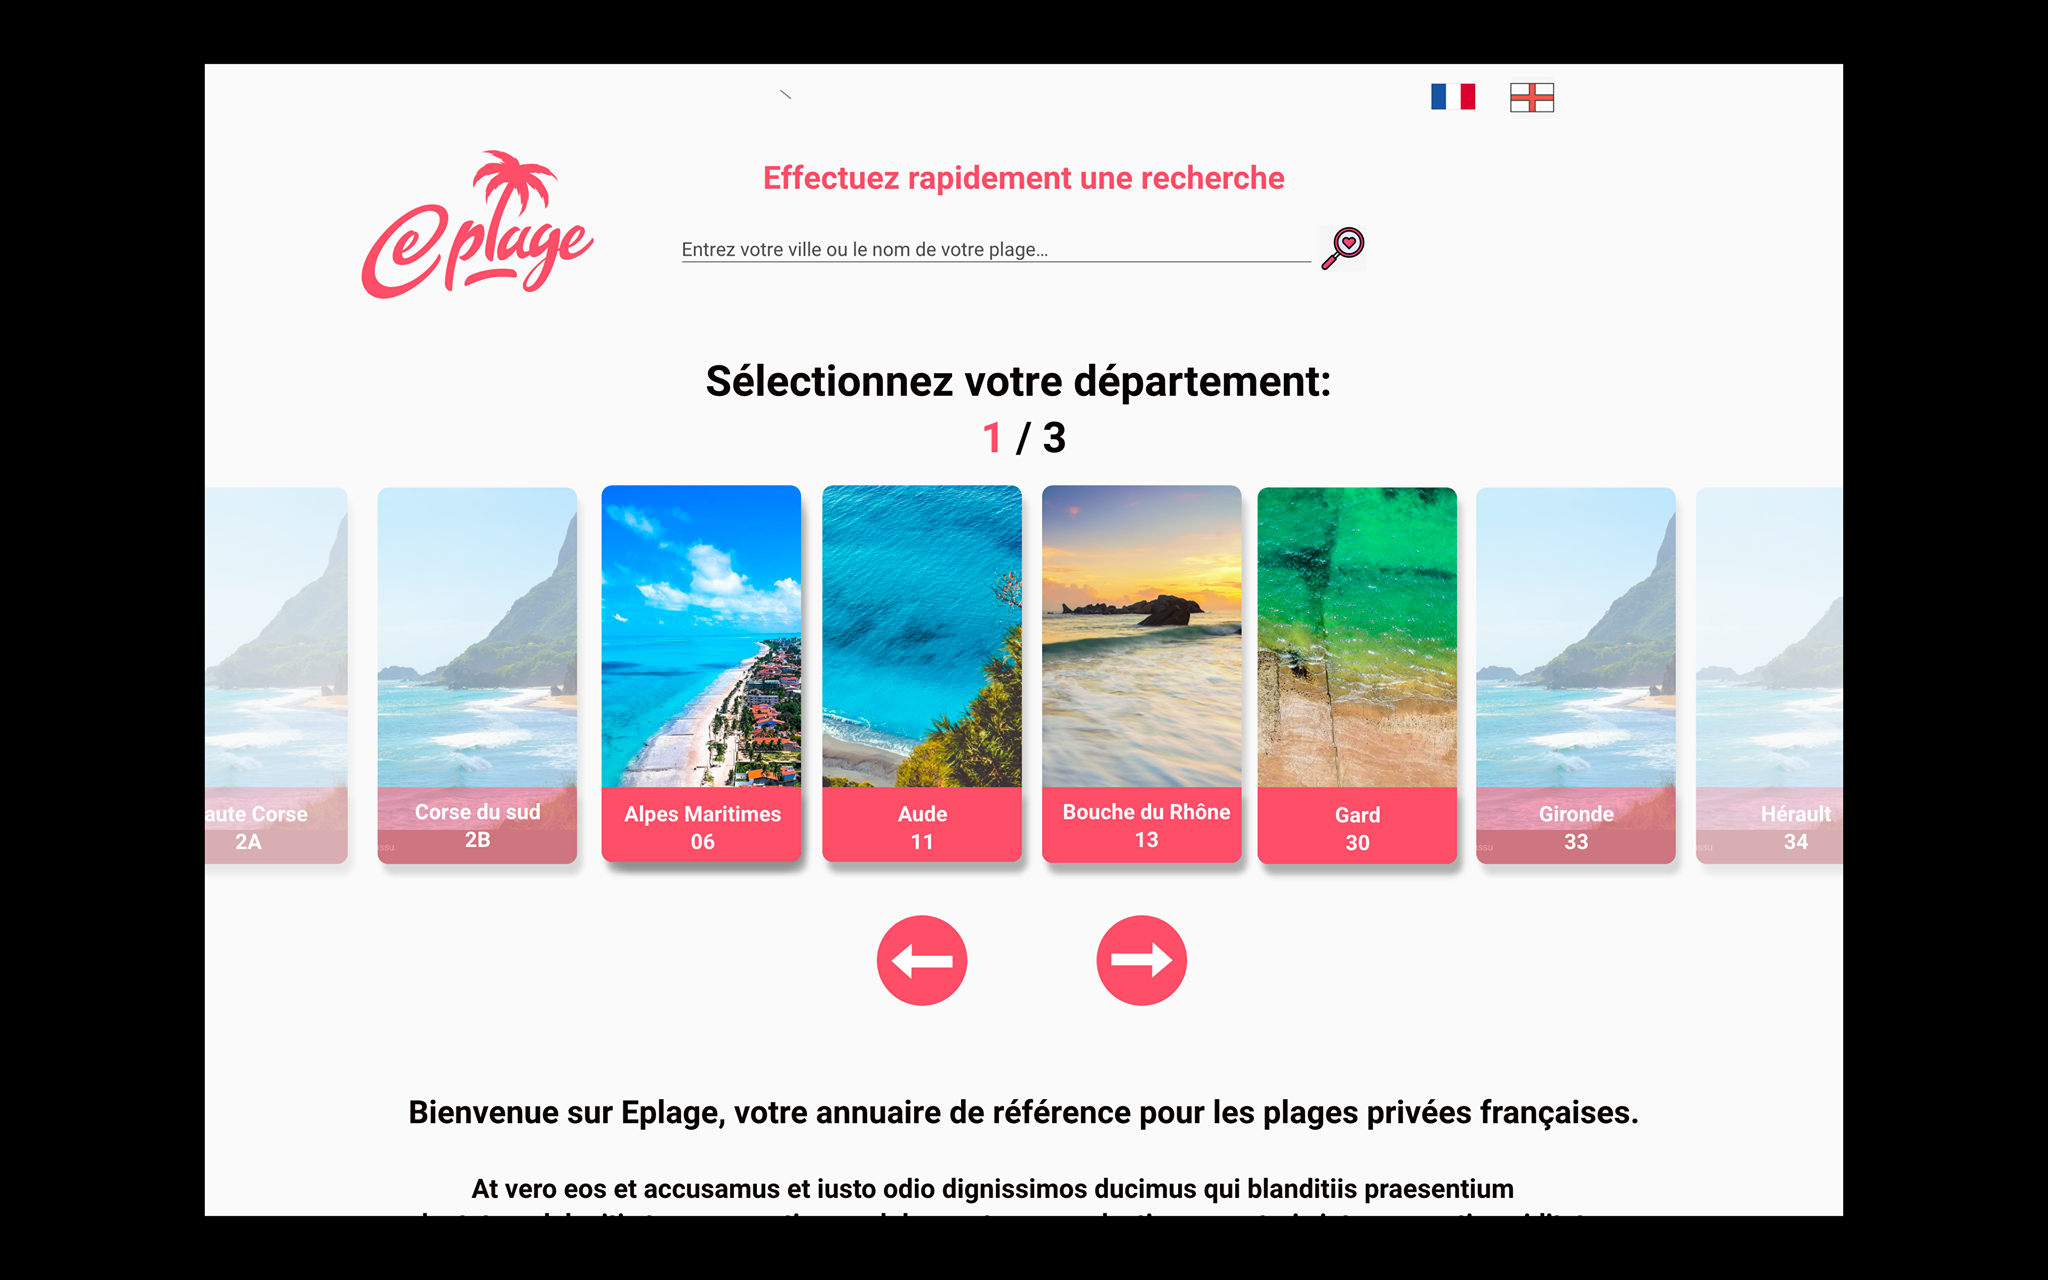 eplage
Effectuez rapidement une recherche
Entrez votre ville ou le nom de votre plage...
Sélectionnez votre département:
1 / 3
aute Corse
2A
Corse du sud
2B
Alpes Maritimes
06
Aude
11
Bouche du Rhône
13
Gard
30
Gironde
33
Hérault
34
Bienvenue sur Eplage, votre annuaire de référence pour les plages privées françaises.
At vero eos et accusamus et iusto odio dignissimos ducimus qui blanditiis praesentium